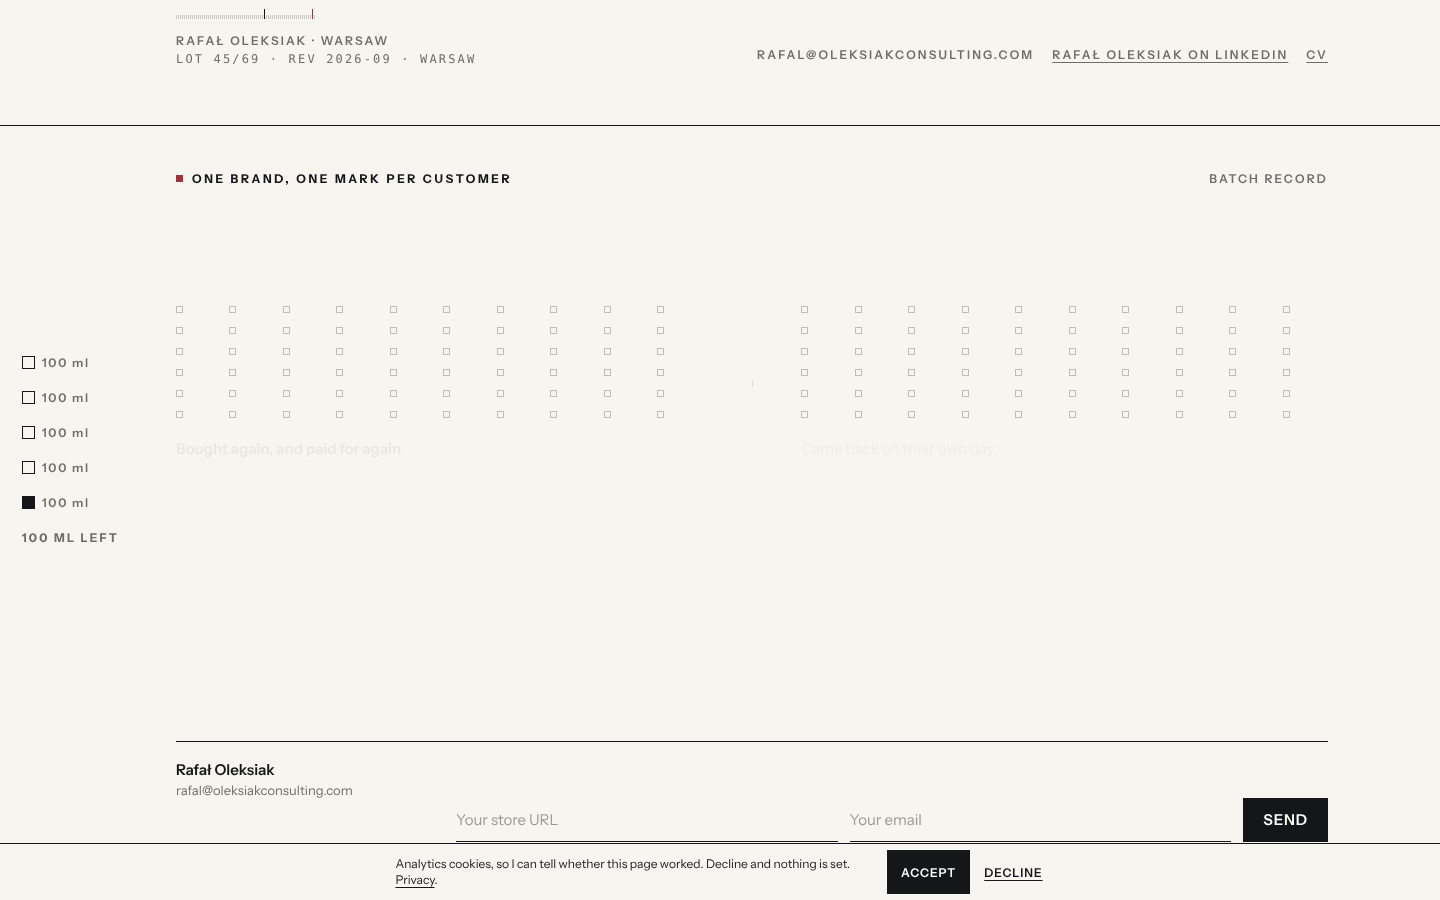 RAFAŁ OLEKSIAK · WARSAW
LOT 45/69 · REV 2026-09 · WARSAW
RAFAL@OLEKSIAKCONSULTING.COM RAFAŁ OLEKSIAK ON LINKEDIN CV
ONE BRAND, ONE MARK PER CUSTOMER
BATCH RECORD
100 ml
100 ml
100 ml
100 ml
100 ml
100 ML LEFT
Bought again, and paid for again
Came back on their own day
Rafał Oleksiak
rafal@oleksiakconsulting.com
Your store URL
Your email
SEND
Analytics cookies, so I can tell whether this page worked. Decline and nothing is set.
Privacy.
ACCEPT
DECLINE